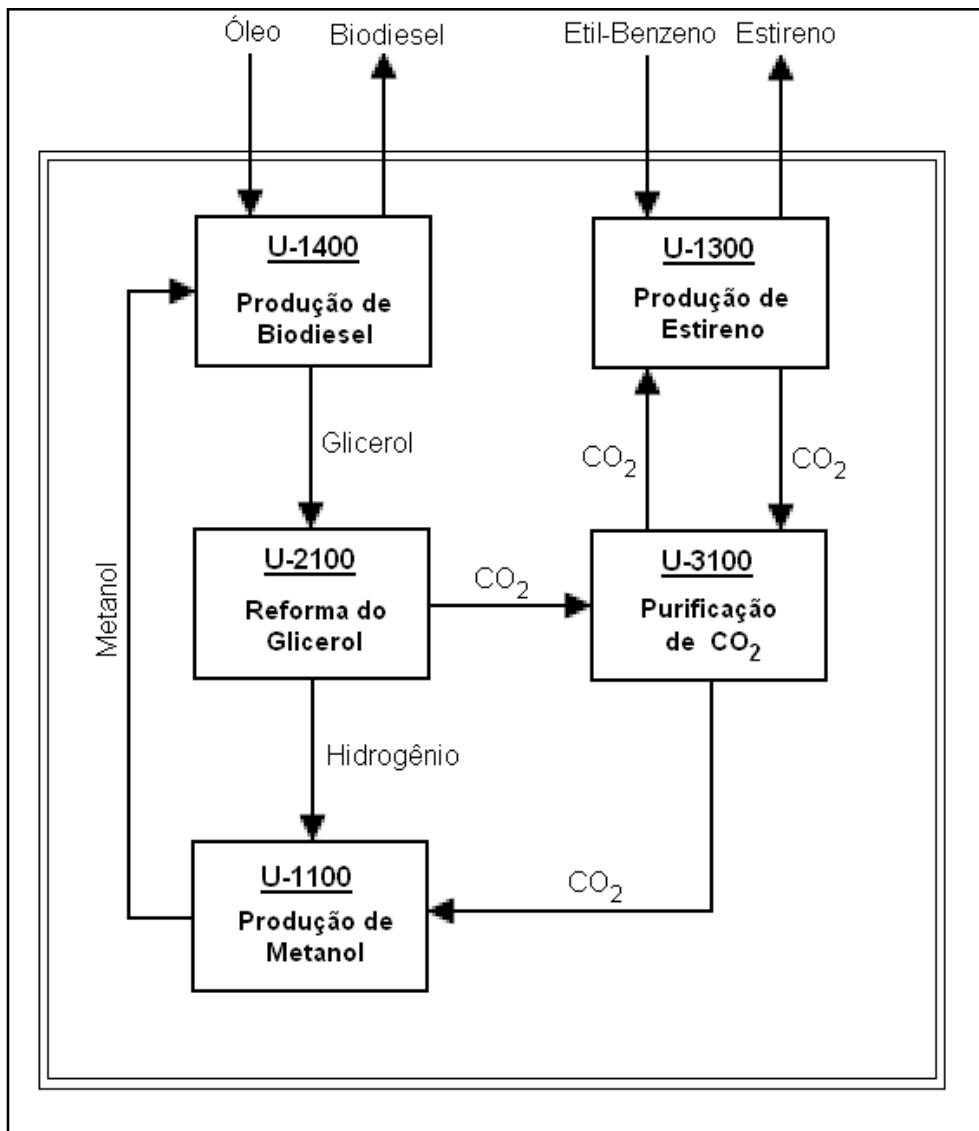 Óleo
Biodiesel
Etil-Benzeno
Estireno
U-1400
Produção de
Biodiesel
U-1300
Produção de
Estireno
Glicerol
CO2
CO2
Metanol
U-2100
Reforma do
Glicerol
CO2
U-3100
Purificação
de CO2
Hidrogênio
U-1100
Produção de
Metanol
CO2